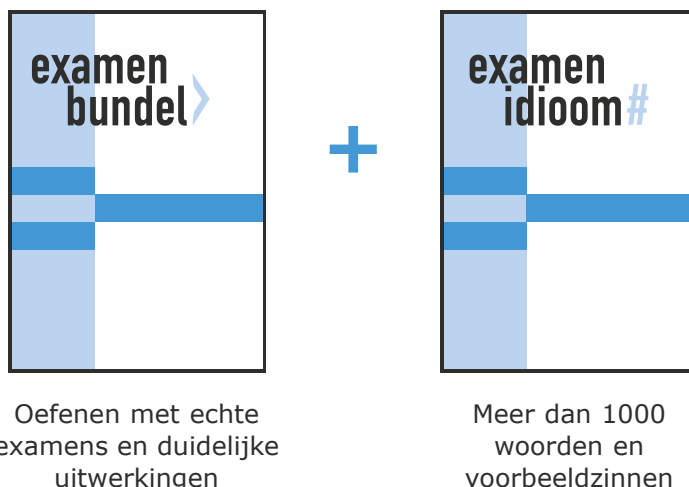 examen
bundel>
+
examen
idioom#
Oefenen met echte
examens en duidelijke
uitwerkingen
Meer dan 1000
woorden en
voorbeeldzinnen